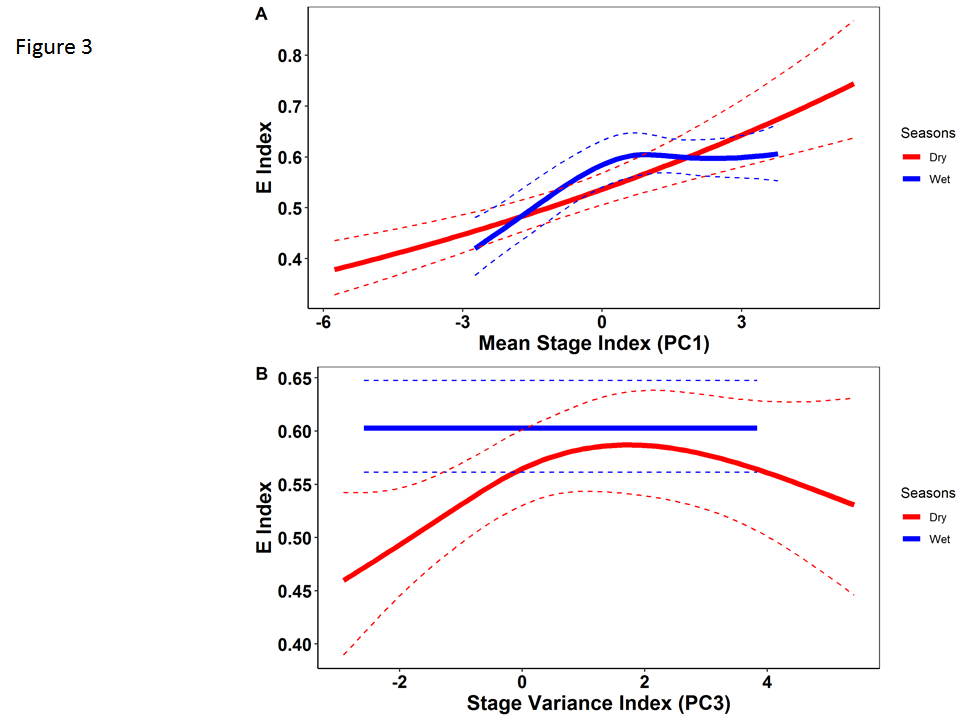 Figure 3
A
0.8
0.7
0.6
0.5
0.4
E Index
-6 -3 0 3
Mean Stage Index (PC1)
Seasons
Dry
Wet
B
0.65
0.60
0.55
0.50
0.45
0.40
E Index
-2 0 2 4
Stage Variance Index (PC3)
Seasons
Dry
Wet